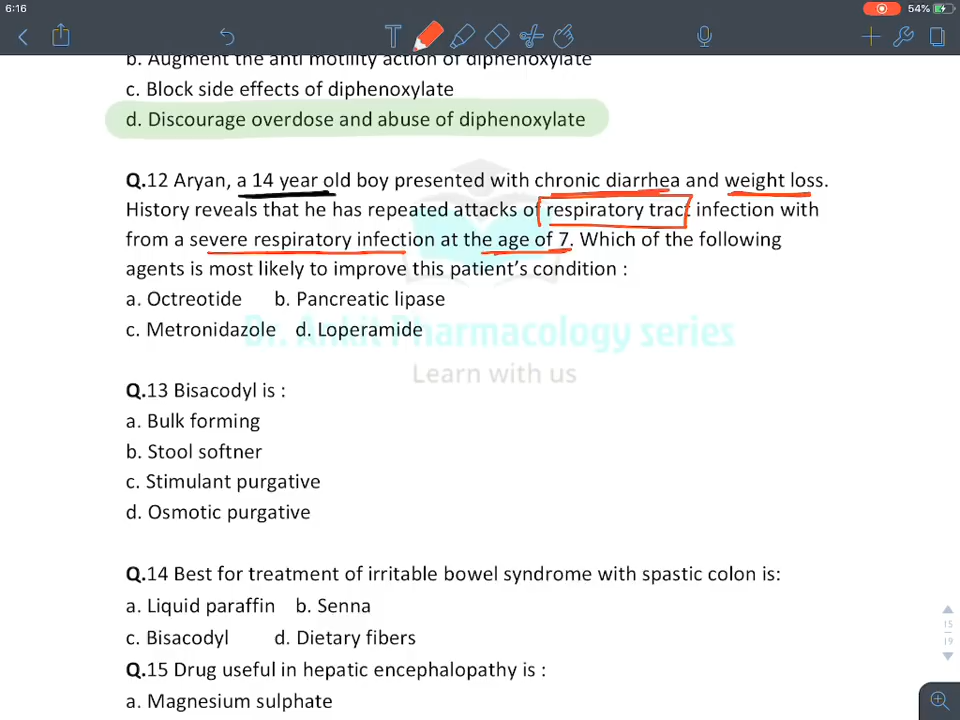 6:16
54%
T
b. Augment the anti motility action of diphenoxylate
c. Block side effects of diphenoxylate
d. Discourage overdose and abuse of diphenoxylate
Q.12 Aryan, a 14 year old boy presented with chronic diarrhea and weight loss.
History reveals that he has repeated attacks of respiratory tract infection with
from a severe respiratory infection at the age of 7. Which of the following
agents is most likely to improve this patient's condition :
a. Octreotide b. Pancreatic lipase
c. Metronidazole d. Loperamide
Dr. Ankit Pharmacology series
Learn with us
Q.13 Bisacodyl is :
a. Bulk forming
b. Stool softner
c. Stimulant purgative
d. Osmotic purgative
Q.14 Best for treatment of irritable bowel syndrome with spastic colon is:
a. Liquid paraffin b. Senna
c. Bisacodyl d. Dietary fibers
15
19
Q.15 Drug useful in hepatic encephalopathy is :
a. Magnesium sulphate